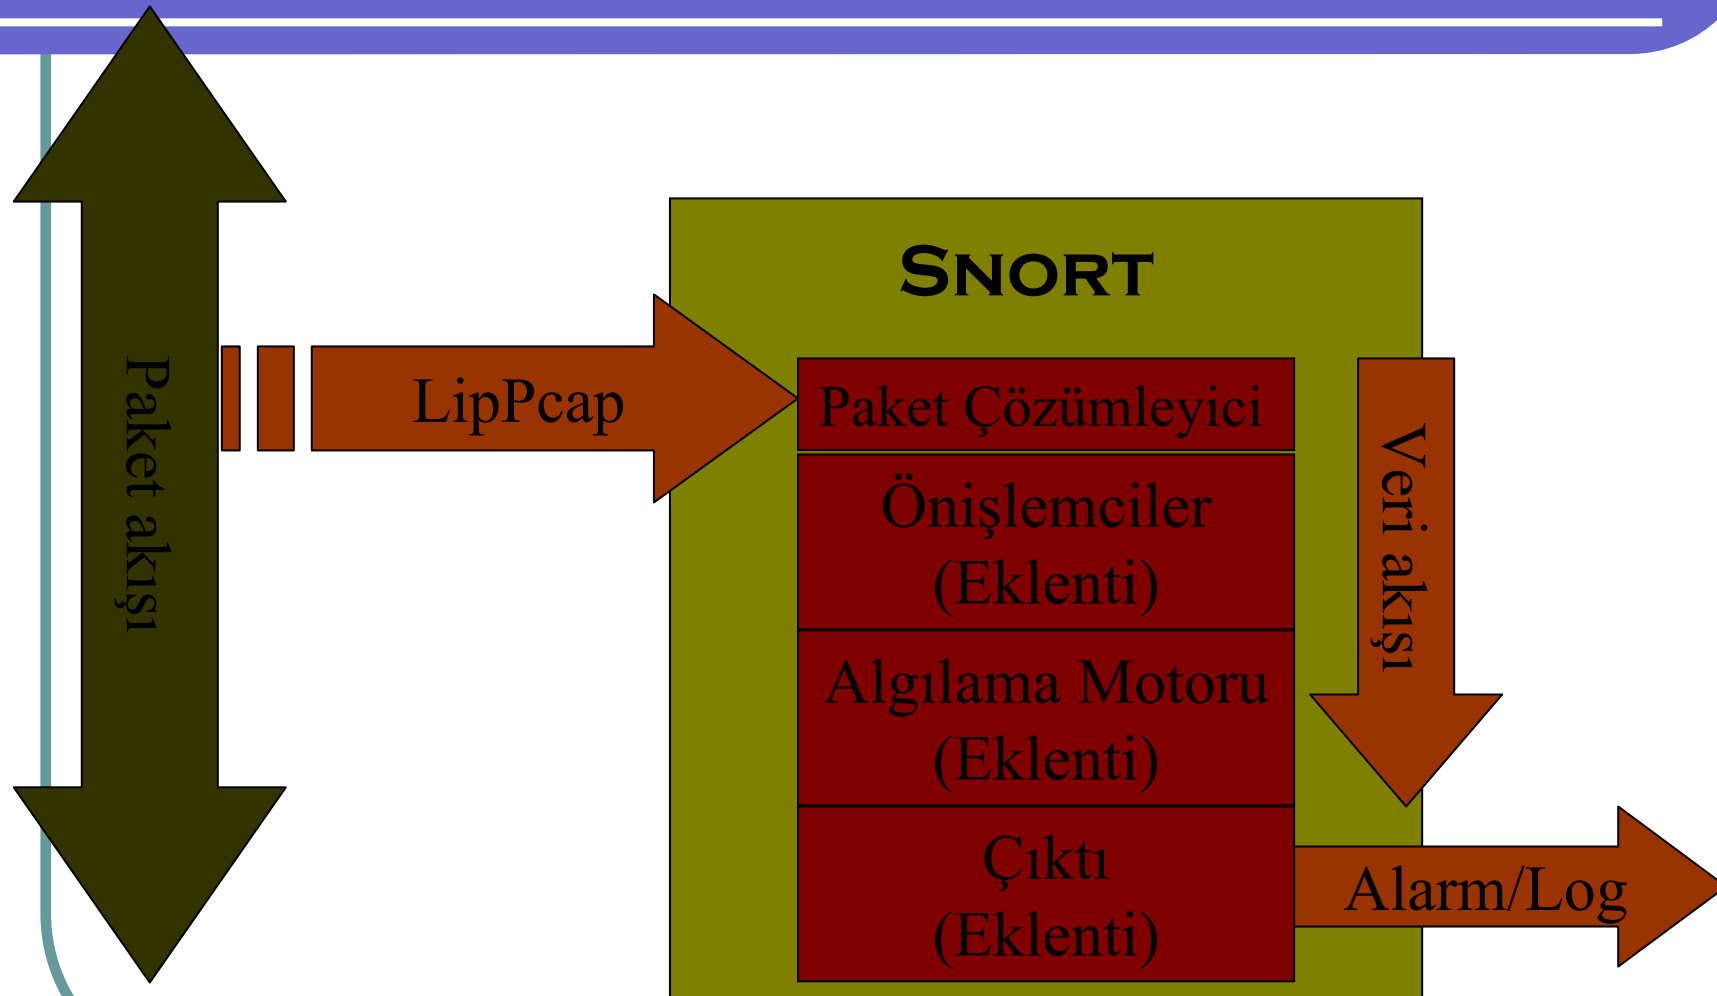 SNORT
Paket akışı
LipPcap
Paket Çözümleyici
Önişlemciler
(Eklenti)
Algılama Motoru
(Eklenti)
Veri akışı
Çıktı
(Eklenti)
Alarm/Log